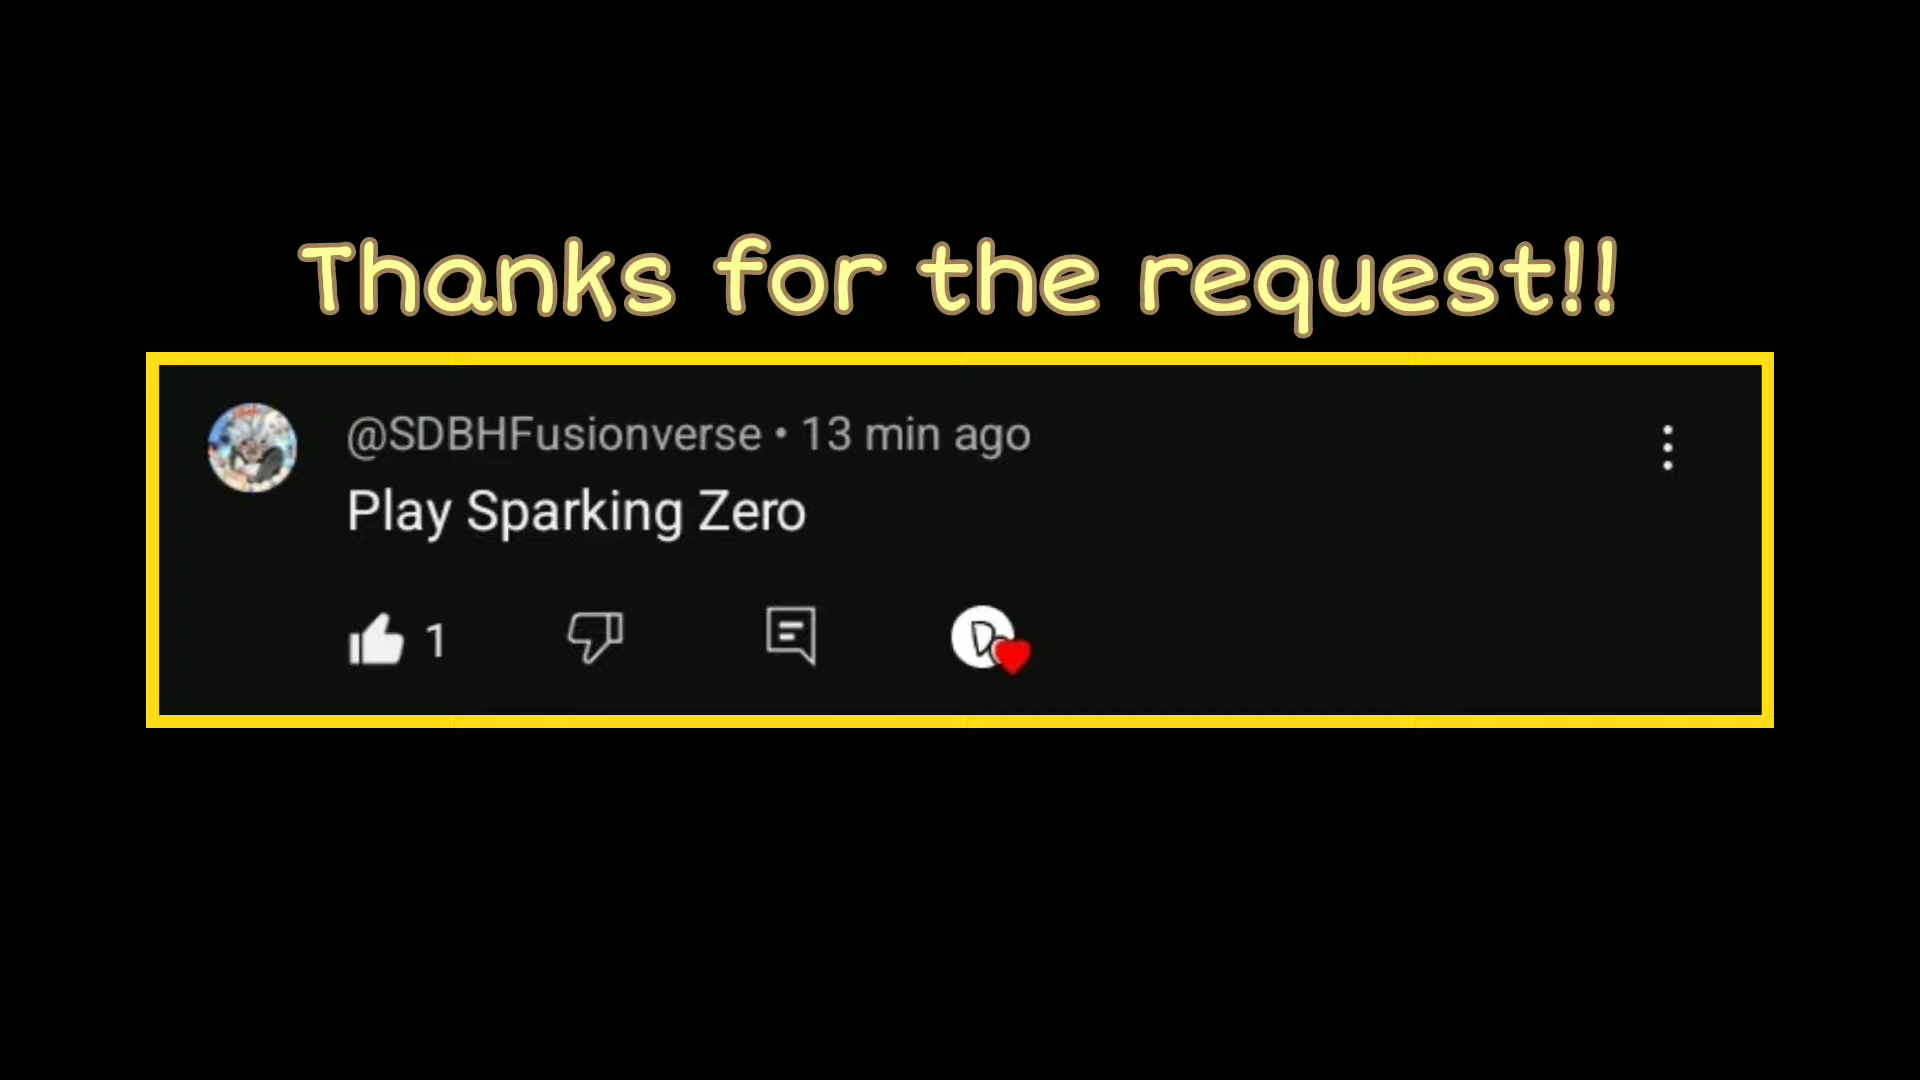 Thanks for the request!!
@SDBHFusionverse • 13 min ago
Play Sparking Zero
1
D